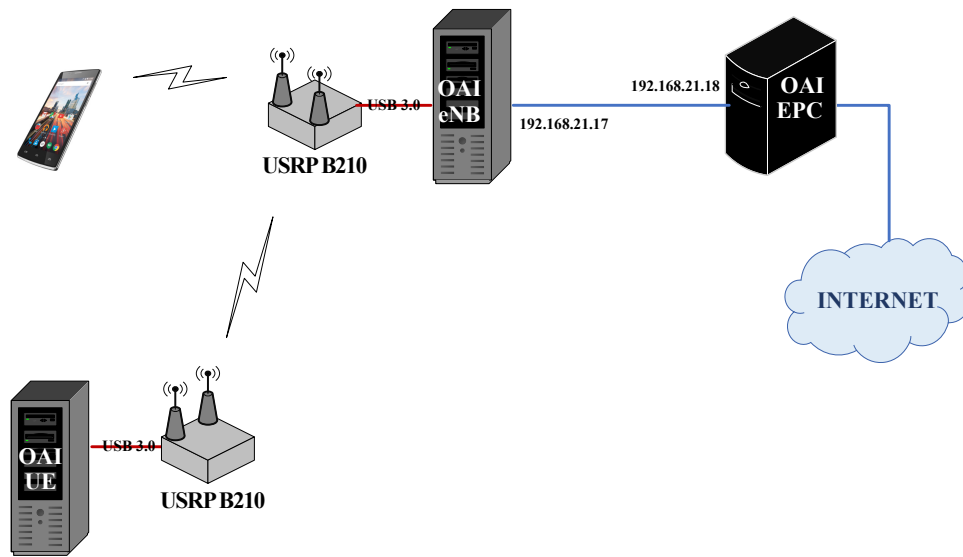 OAI
eNB
USB 3.0
USRP B210
192.168.21.17
192.168.21.18
OAI
EPC
INTERNET
OAI
UE
USB 3.0
USRP B210